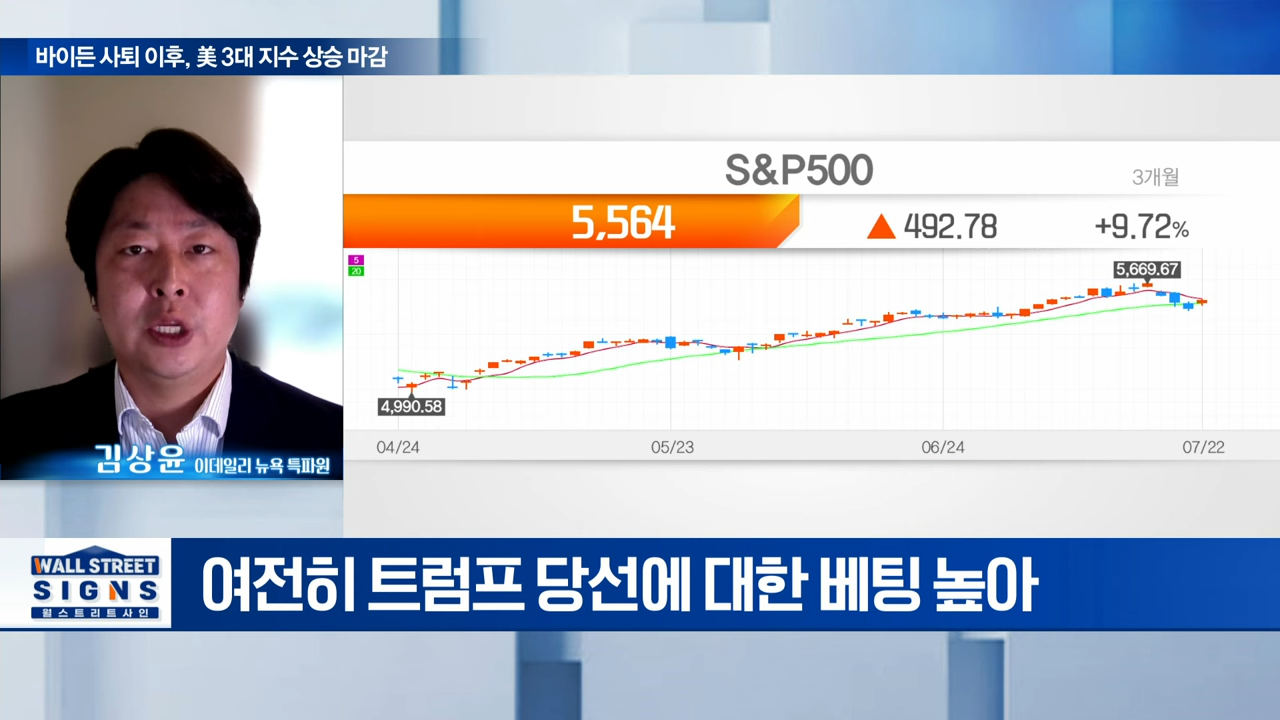 바이든 사퇴 이후, 美 3대 지수 상승 마감
S&P500
3개월
5,564 ▲ 492.78 +9.72%
5
20
5,669.67
4,990.58
04/24 05/23 06/24 07/22
김상윤 이데일리 뉴욕 특파원
WALL STREET
SIGNS
월스트리트사인
여전히 트럼프 당선에 대한 베팅 높아